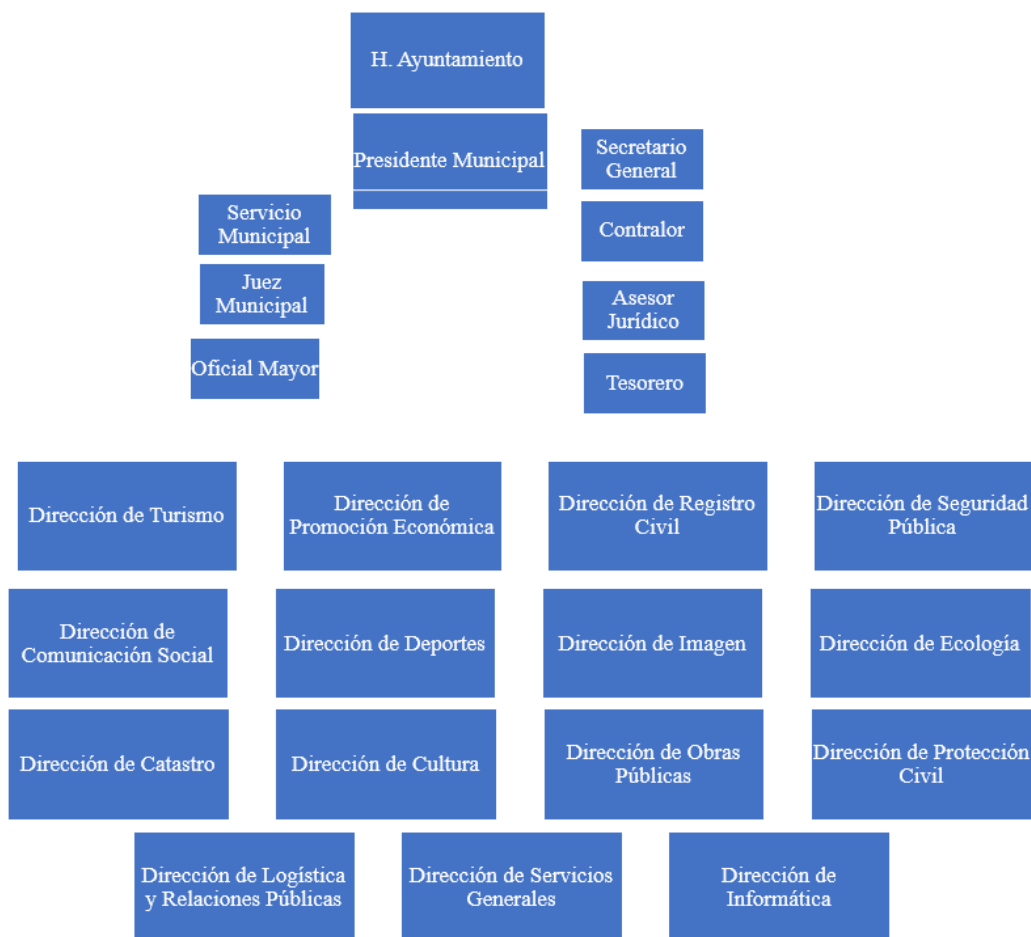 H. Ayuntamiento
Presidente Municipal
Secretario
General
Servicio
Municipal
Contralor
Juez
Municipal
Asesor
Jurídico
Oficial Mayor
Tesorero
Dirección de Turismo
Dirección de
Promoción Económica
Dirección de Registro
Civil
Dirección de Seguridad
Pública
Dirección de
Comunicación Social
Dirección de Deportes
Dirección de Imagen
Dirección de Ecología
Dirección de Catastro
Dirección de Cultura
Dirección de Obras
Públicas
Dirección de Protección
Civil
Dirección de Logística
y Relaciones Públicas
Dirección de Servicios
Generales
Dirección de
Informática